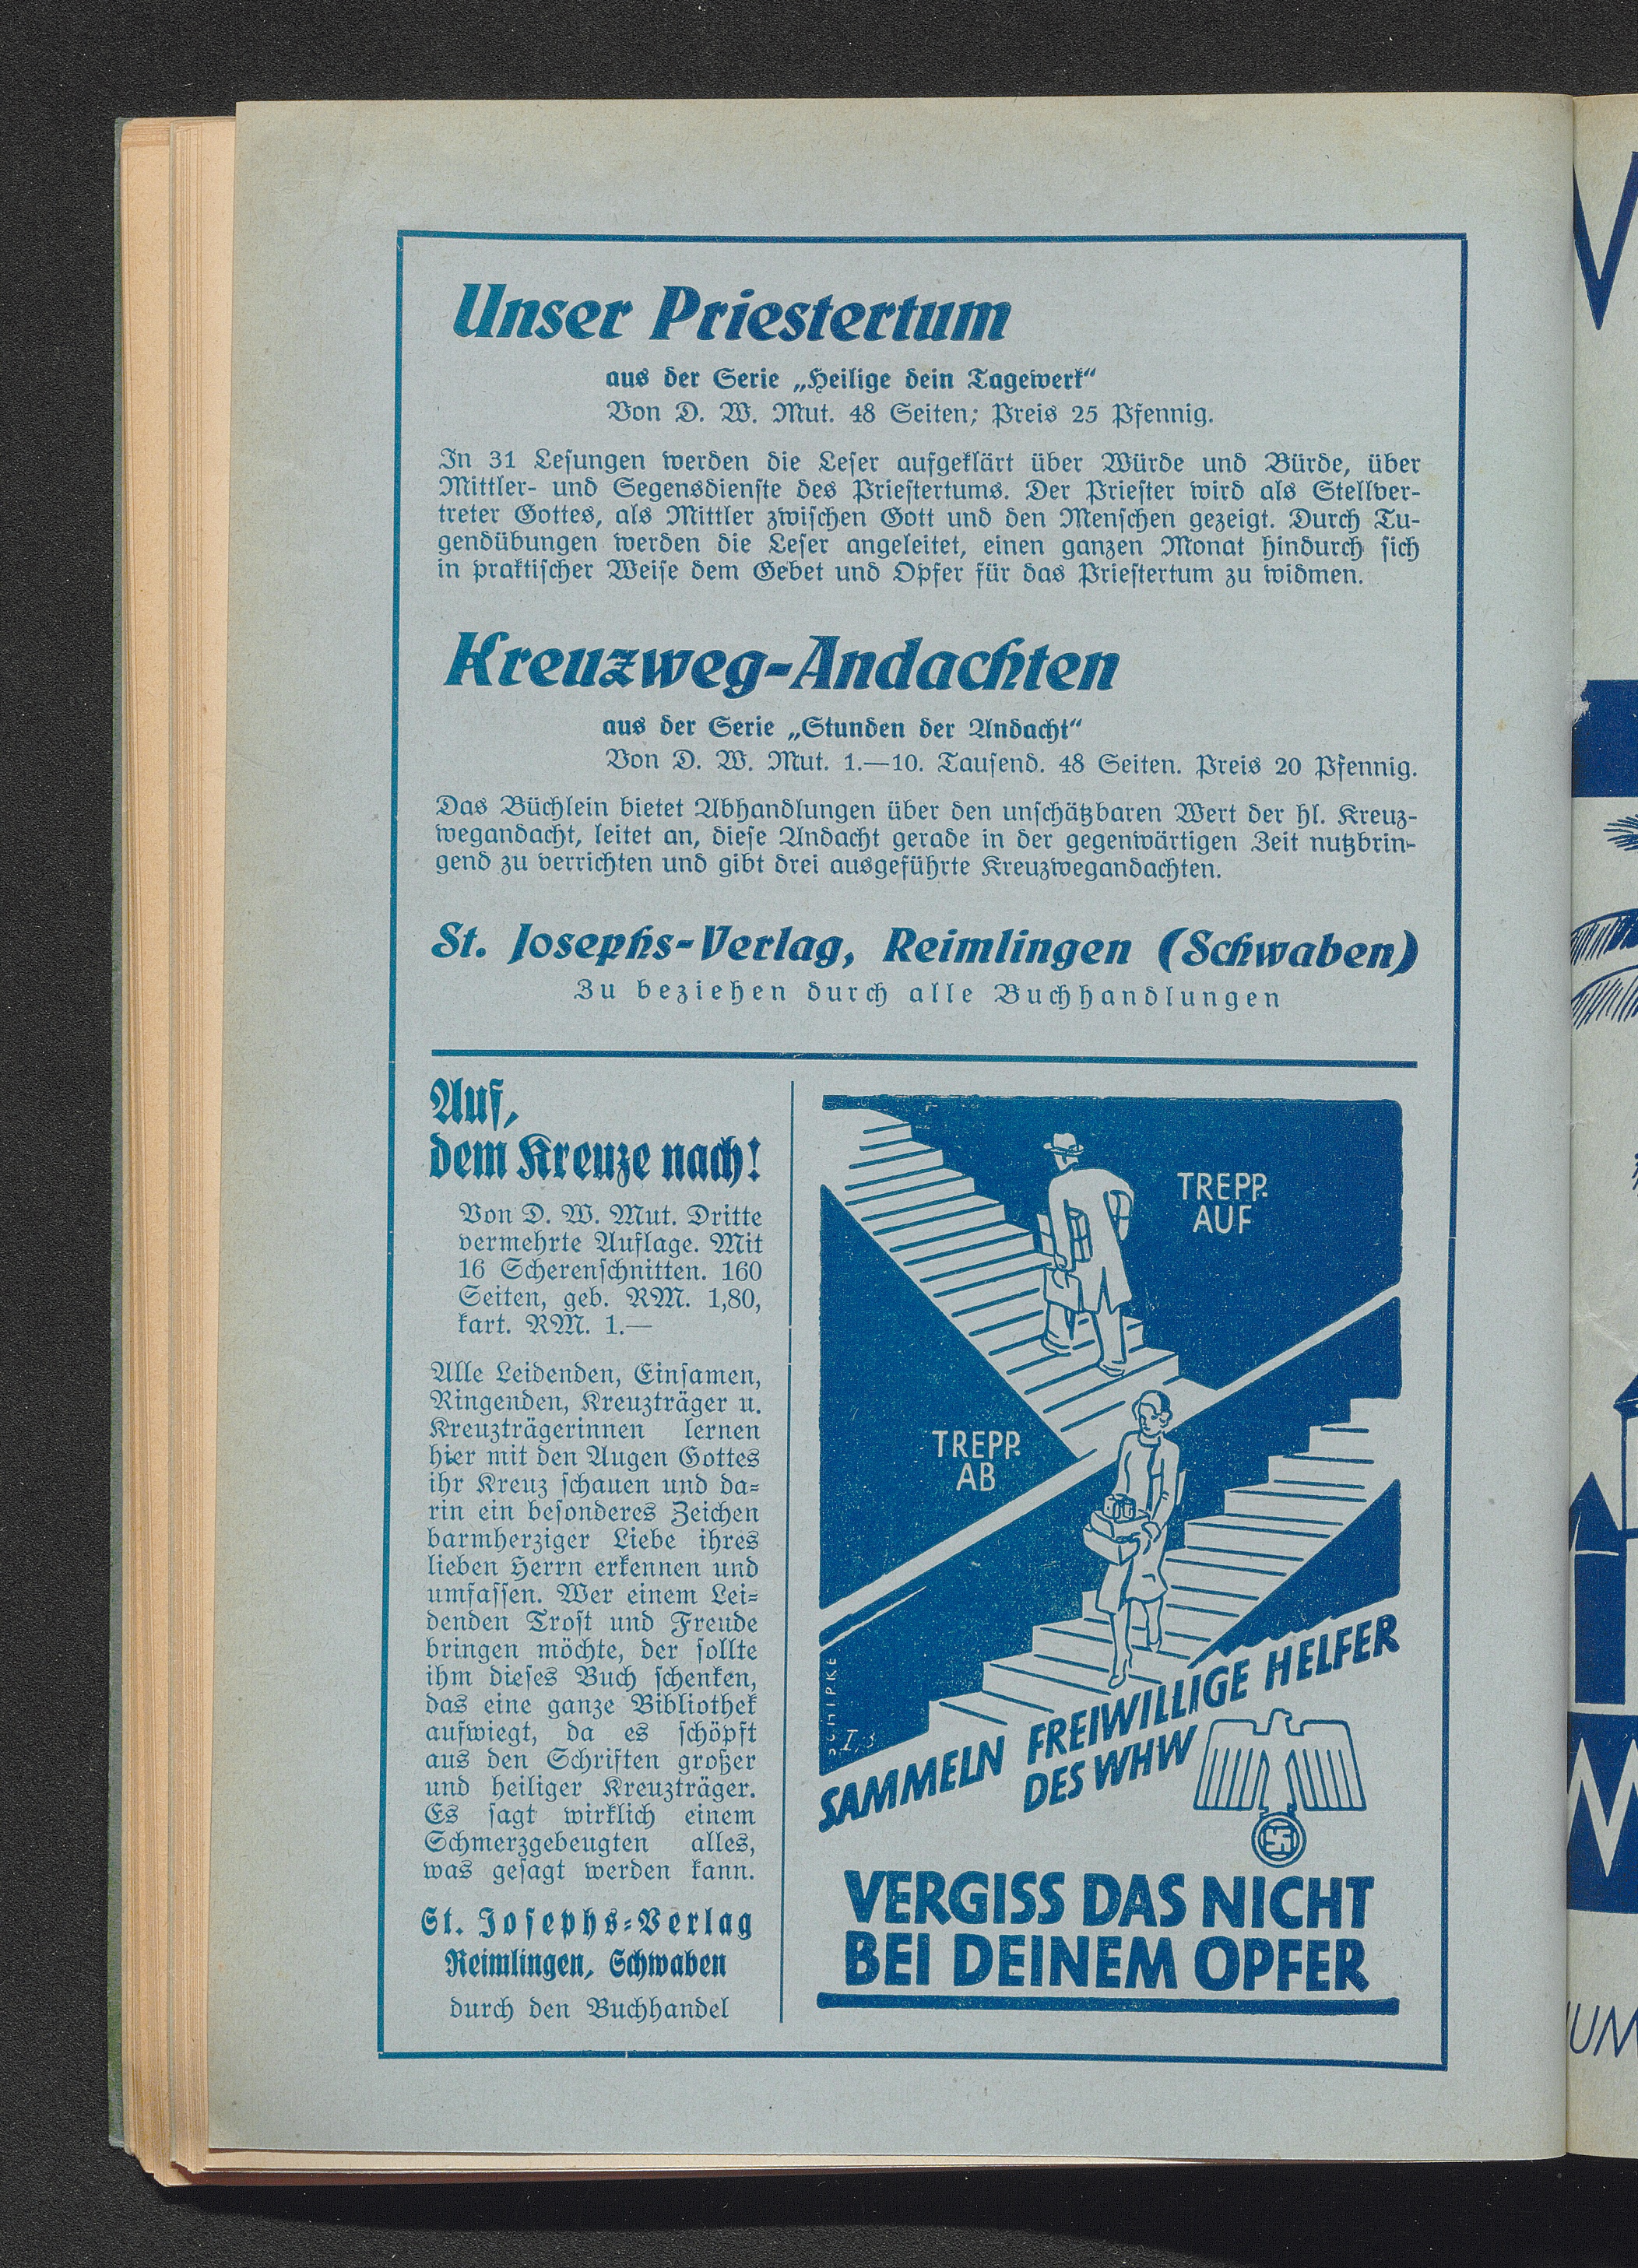 Unser Priestertum
aus der Serie „Heilige dein Tagewerk“
Von D. W. Mut. 48 Seiten; Preis 25 Pfennig.
In 31 Lesungen werden die Leser aufgeklärt über Würde und Bürde, über
Mittler- und Segensdienste des Priestertums. Der Priester wird als Stellver-
treter Gottes, als Mittler zwischen Gott und den Menschen gezeigt. Durch Tu-
gendübungen werden die Leser angeleitet, einen ganzen Monat hindurch sich
in praktischer Weise dem Gebet und Opfer für das Priestertum zu widmen.
Kreuzweg-Andachten
aus der Serie „Stunden der Andacht“
Von D. W. Mut. 1.—10. Tausend. 48 Seiten. Preis 20 Pfennig.
Das Büchlein bietet Abhandlungen über den unschätzbaren Wert der hl. Kreuz-
wegandacht, leitet an, diese Andacht gerade in der gegenwärtigen Zeit nutzbrin-
gend zu verrichten und gibt drei ausgeführte Kreuzwegandachten.
St. Josephs-Verlag, Reimlingen (Schwaben)
Zu beziehen durch alle Buchhandlungen
Auf,
dem Kreuze nach!
Von D. W. Mut. Dritte
vermehrte Auflage. Mit
16 Scherenschnitten. 160
Seiten, geb. RM. 1,80,
kart. RM. 1.—
Alle Leidenden, Einsamen,
Ringenden, Kreuzträger u.
Kreuzträgerinnen lernen
hier mit den Augen Gottes
ihr Kreuz schauen und da-
rin ein besonderes Zeichen
barmherziger Liebe ihres
lieben Herrn erkennen und
umfassen. Wer einem Lei-
denden Trost und Freude
bringen möchte, der sollte
ihm dieses Buch schenken,
das eine ganze Bibliothek
aufwiegt, da es schöpft
aus den Schriften großer
und heiliger Kreuzträger.
Es sagt wirklich einem
Schmerzgebeugten alles,
was gesagt werden kann.
St. Josephs-Verlag
Reimlingen, Schwaben
durch den Buchhandel
TREPP-
AUF
TREPP-
AB
SAMMELN FREIWILLIGE HELFER
DES WHW
VERGISS DAS NICHT
BEI DEINEM OPFER